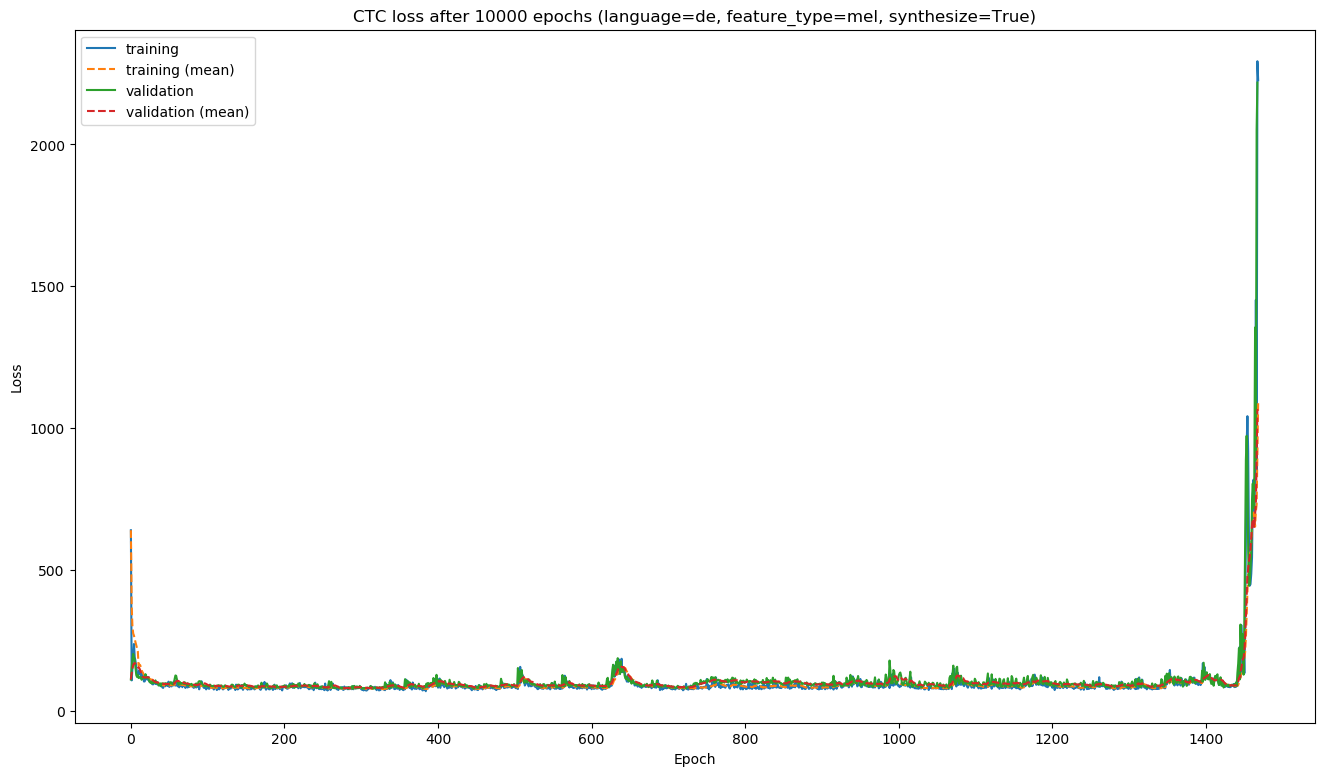 CTC loss after 10000 epochs (language=de, feature_type=mel, synthesize=True)
training
training (mean)
validation
validation (mean)
Loss
2000
1500
1000
500
0
0 200 400 600 800 1000 1200 1400
Epoch